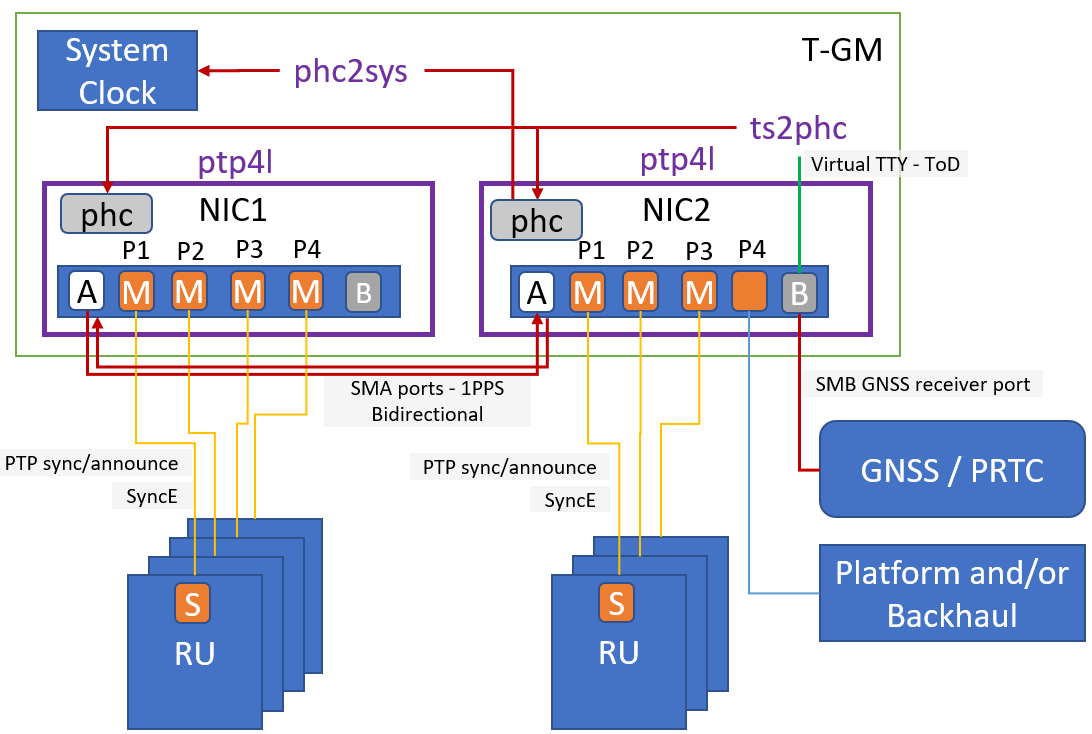 System
Clock
phc2sys
T-GM
ts2phc
ptp4l
ptp4l
Virtual TTY - ToD
phc
NIC1
phc
NIC2
P1
P2
P3
P4
P1
P2
P3
P4
A
M
M
M
M
B
A
M
M
M
B
SMA ports - 1PPS
Bidirectional
SMB GNSS receiver port
PTP sync/announce
SyncE
PTP sync/announce
SyncE
GNSS / PRTC
Platform and/or
Backhaul
S
RU
S
RU